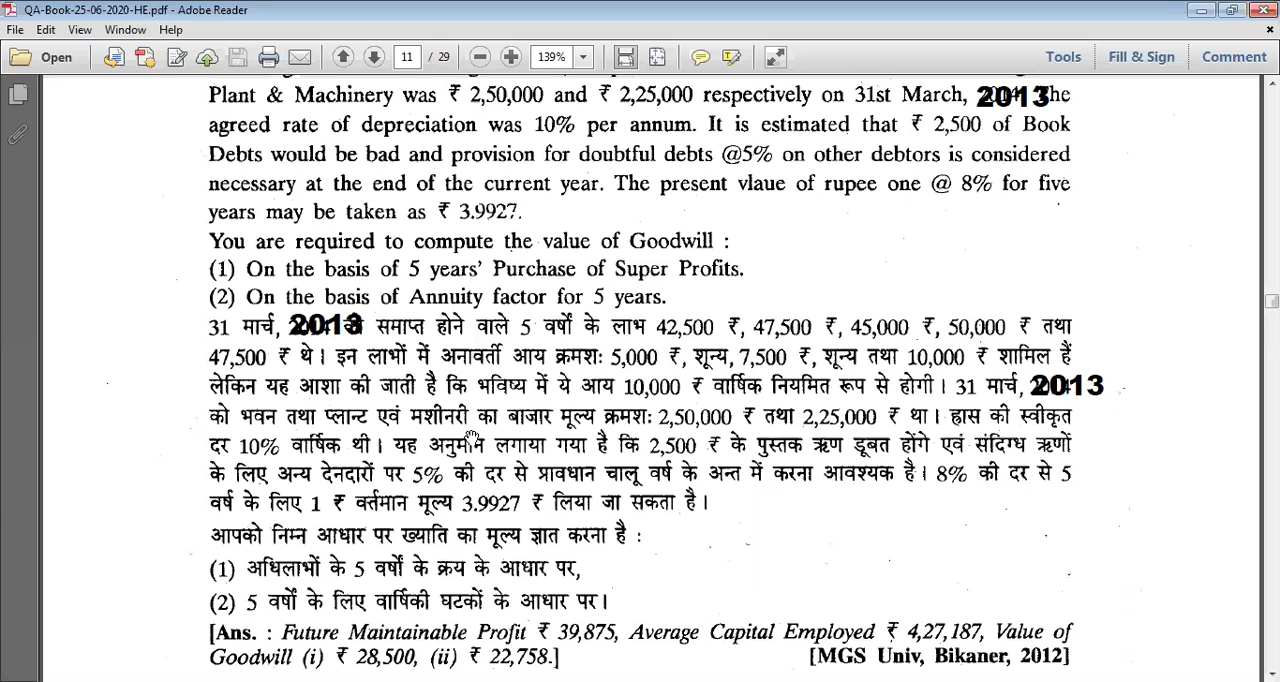 QA-Book-25-06-2020-HE.pdf - Adobe Reader
File Edit View Window Help
Open 11 / 29 139% Tools Fill & Sign Comment
Plant & Machinery was ₹ 2,50,000 and ₹ 2,25,000 respectively on 31st March, 2013 The
agreed rate of depreciation was 10% per annum. It is estimated that ₹ 2,500 of Book
Debts would be bad and provision for doubtful debts @5% on other debtors is considered
necessary at the end of the current year. The present vlaue of rupee one @ 8% for five
years may be taken as ₹ 3.9927.
You are required to compute the value of Goodwill :
(1) On the basis of 5 years' Purchase of Super Profits.
(2) On the basis of Annuity factor for 5 years.
31 मार्च, 2013 को समाप्त होने वाले 5 वर्षों के लाभ 42,500 ₹, 47,500 ₹, 45,000 ₹, 50,000 ₹ तथा
47,500 ₹ थे। इन लाभों में अनावर्ती आय क्रमशः 5,000 ₹, शून्य, 7,500 ₹, शून्य तथा 10,000 ₹ शामिल हैं
लेकिन यह आशा की जाती है कि भविष्य में ये आय 10,000 ₹ वार्षिक नियमित रूप से होगी। 31 मार्च, 2013
को भवन तथा प्लान्ट एवं मशीनरी का बाजार मूल्य क्रमशः 2,50,000 ₹ तथा 2,25,000 ₹ था। ह्रास की स्वीकृत
दर 10% वार्षिक थी। यह अनुमान लगाया गया है कि 2,500 ₹ के पुस्तक ऋण डूबत होंगे एवं संदिग्ध ऋणों
के लिए अन्य देनदारों पर 5% की दर से प्रावधान चालू वर्ष के अन्त में करना आवश्यक है। 8% की दर से 5
वर्ष के लिए 1 ₹ वर्तमान मूल्य 3.9927 ₹ लिया जा सकता है।
आपको निम्न आधार पर ख्याति का मूल्य ज्ञात करना है :
(1) अधिलाभों के 5 वर्षों के क्रय के आधार पर,
(2) 5 वर्षों के लिए वार्षिकी घटकों के आधार पर।
[Ans. : Future Maintainable Profit ₹ 39,875, Average Capital Employed ₹ 4,27,187, Value of
Goodwill (i) ₹ 28,500, (ii) ₹ 22,758.] [MGS Univ, Bikaner, 2012]